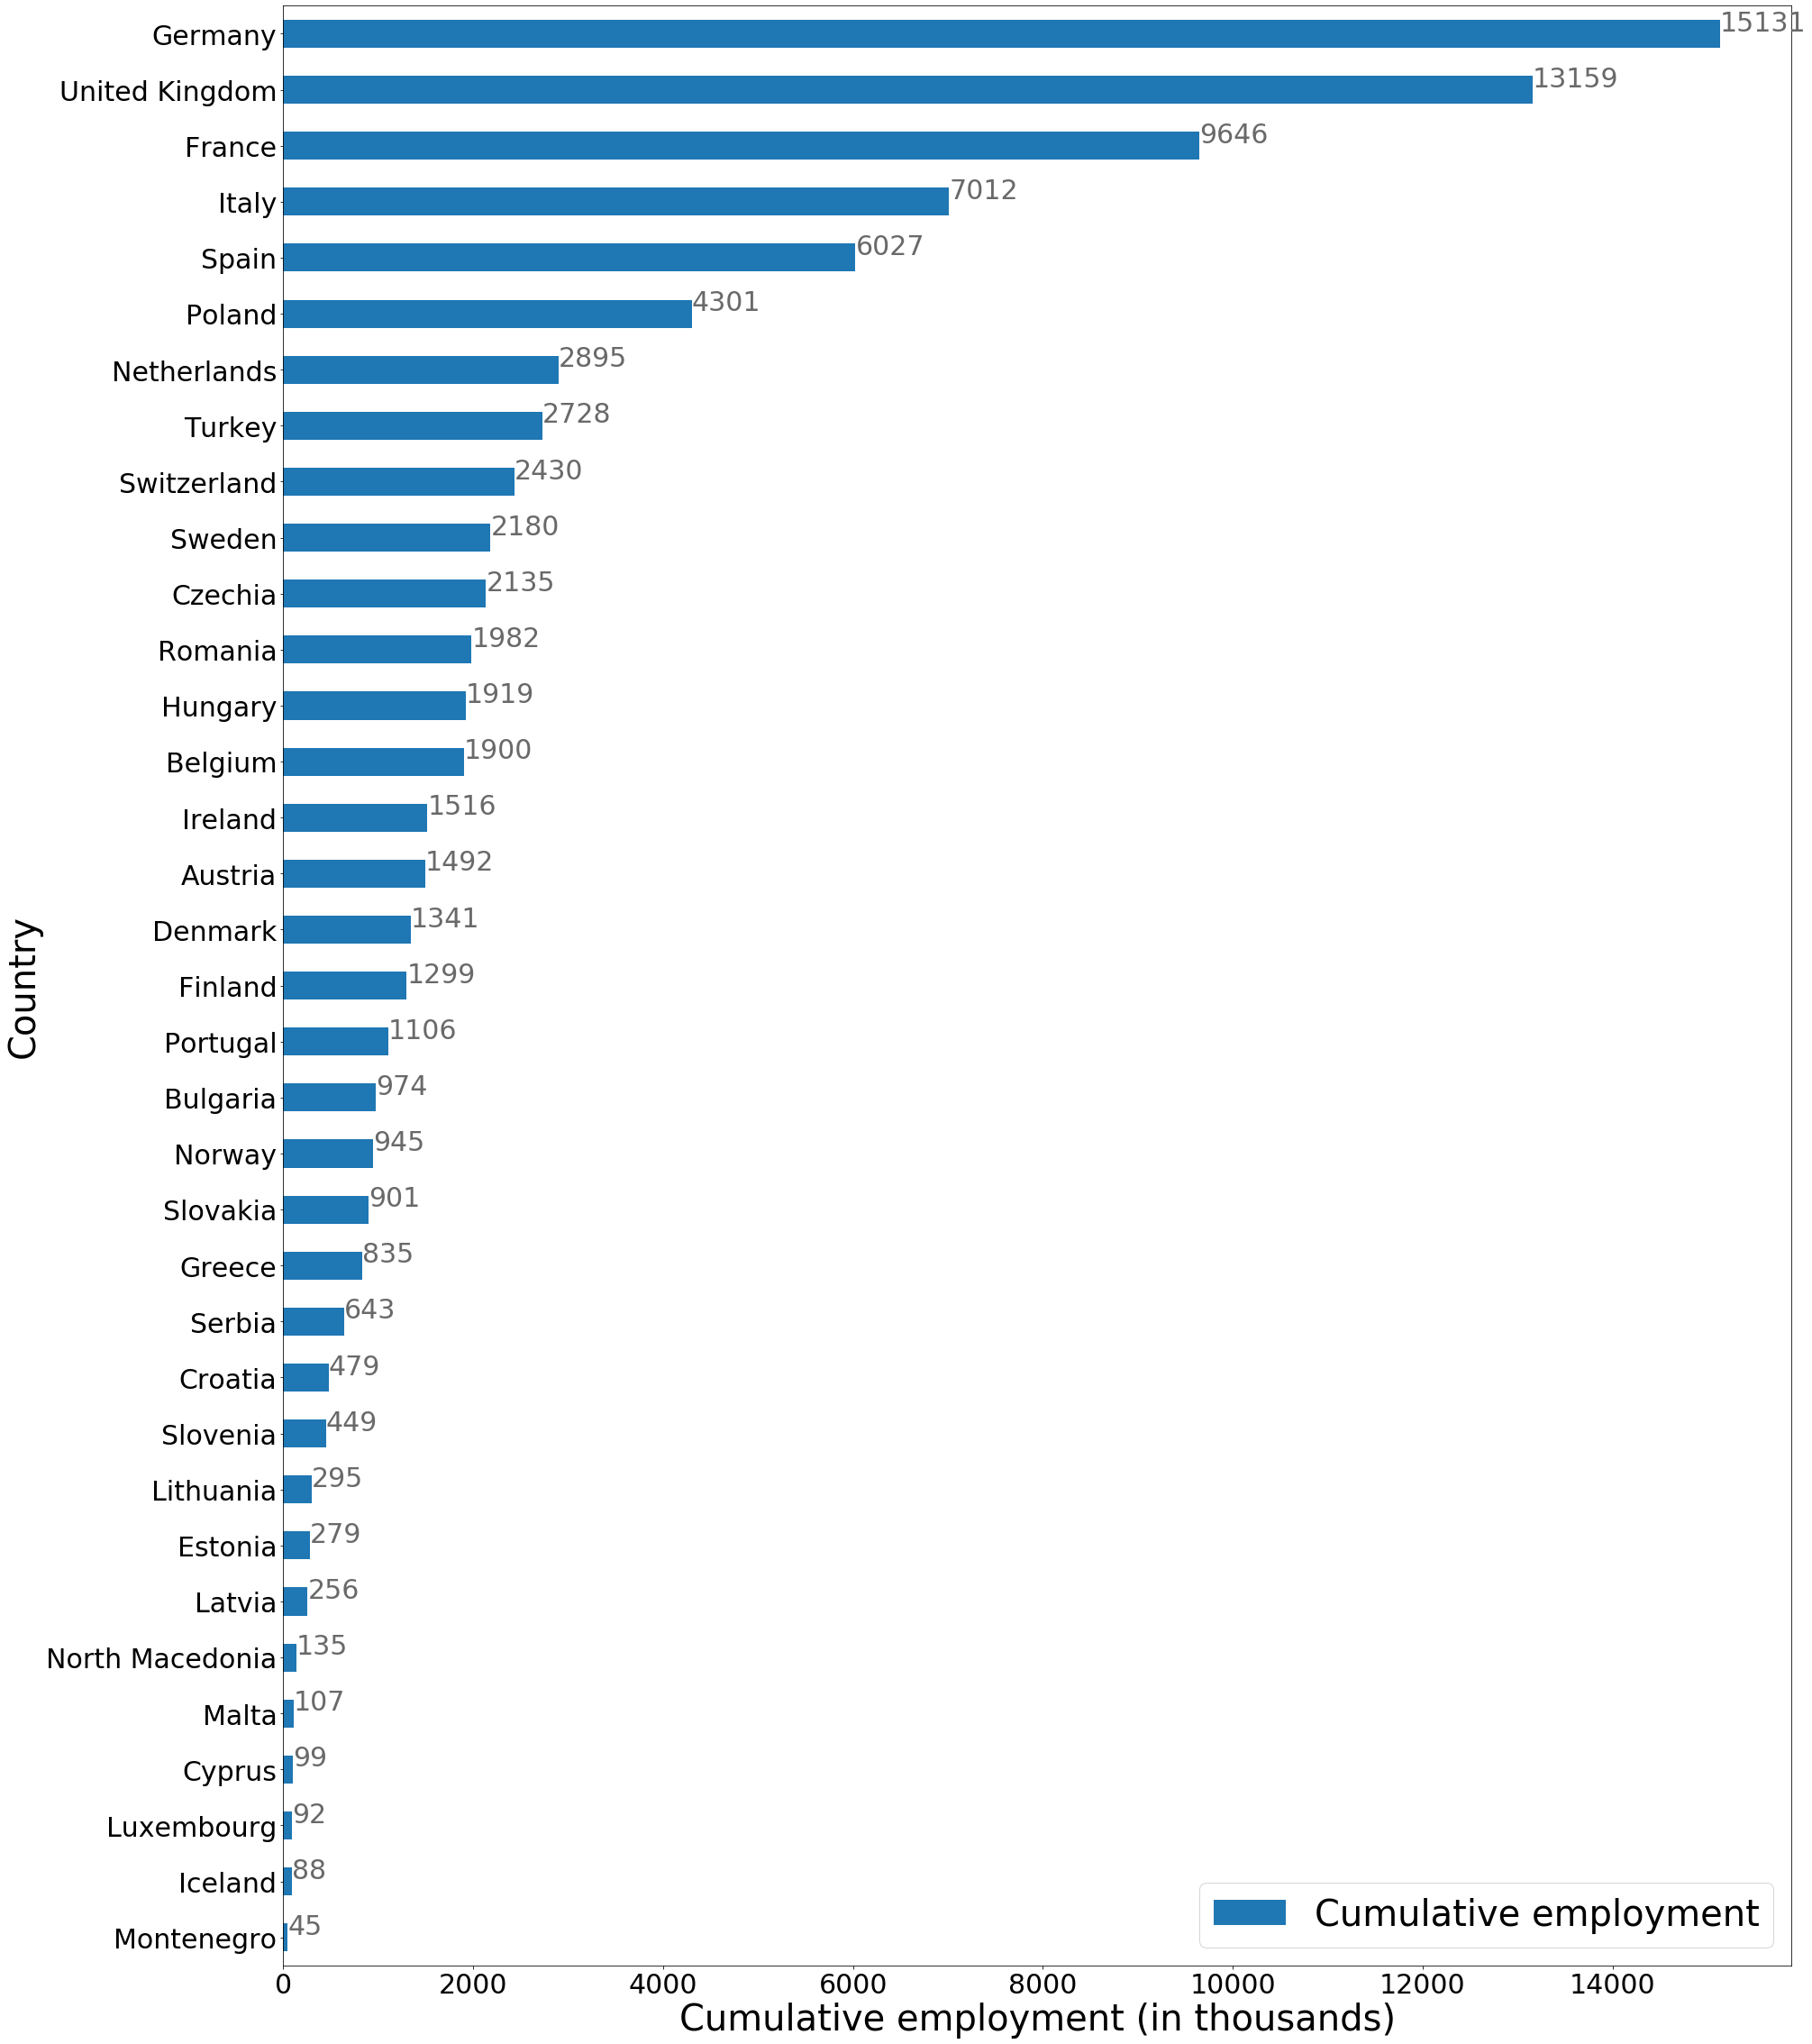 Germany 15131
United Kingdom 13159
France 9646
Italy 7012
Spain 6027
Poland 4301
Netherlands 2895
Turkey 2728
Switzerland 2430
Sweden 2180
Czechia 2135
Romania 1982
Hungary 1919
Belgium 1900
Ireland 1516
Austria 1492
Denmark 1341
Finland 1299
Portugal 1106
Bulgaria 974
Norway 945
Slovakia 901
Greece 835
Serbia 643
Croatia 479
Slovenia 449
Lithuania 295
Estonia 279
Latvia 256
North Macedonia 135
Malta 107
Cyprus 99
Luxembourg 92
Iceland 88
Montenegro 45
Country
Cumulative employment
0 2000 4000 6000 8000 10000 12000 14000
Cumulative employment (in thousands)